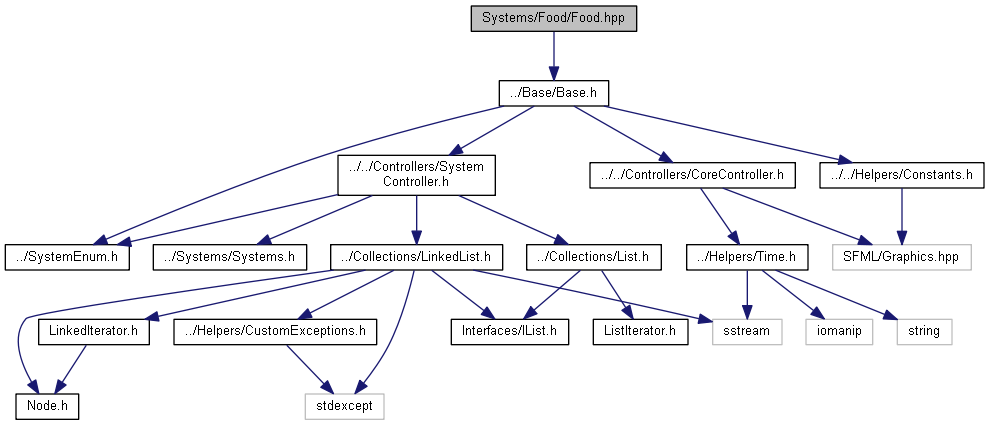 Systems/Food/Food.hpp
../Base/Base.h
../../Controllers/System
Controller.h
../../Controllers/CoreController.h
../../Helpers/Constants.h
../SystemEnum.h
../Systems/Systems.h
../Collections/LinkedList.h
../Collections/List.h
../Helpers/Time.h
SFML/Graphics.hpp
LinkedIterator.h
../Helpers/CustomExceptions.h
Interfaces/IList.h
ListIterator.h
sstream
iomanip
string
Node.h
stdexcept